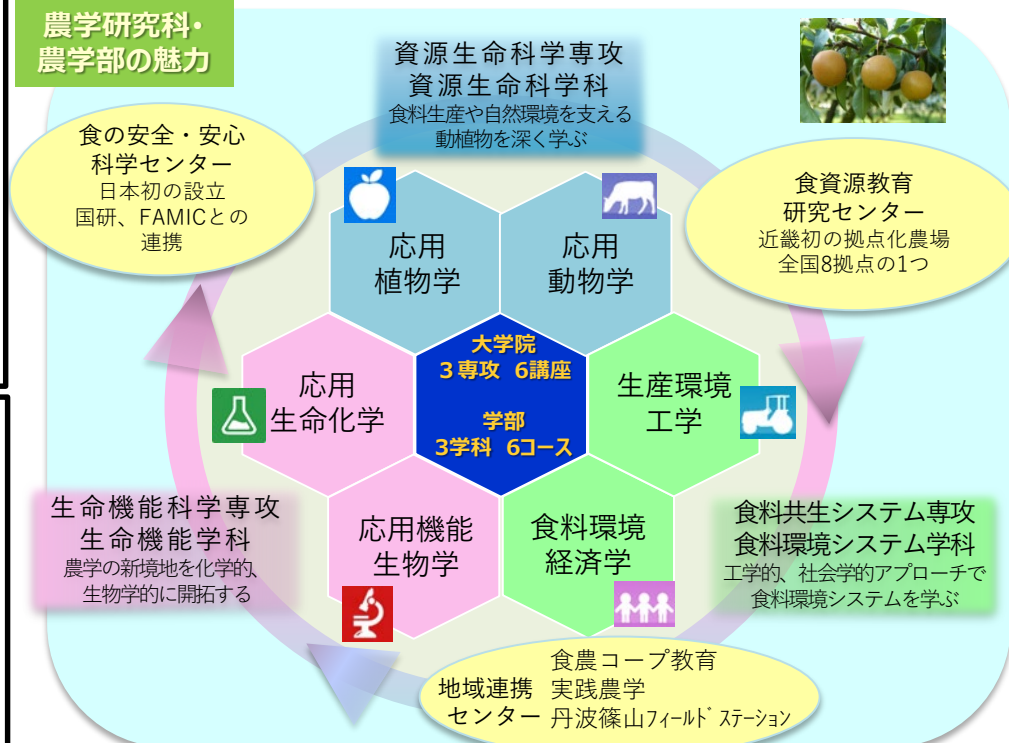 農学研究科・
農学部の魅力
資源生命科学専攻
資源生命科学科
食料生産や自然環境を支える
動植物を深く学ぶ
食の安全・安心
科学センター
日本初の設立
国研、FAMICとの
連携
食資源教育
研究センター
近畿初の拠点化農場
全国8拠点の1つ
応用
植物学
応用
動物学
大学院
3専攻 6講座
学部
3学科 6コース
応用
生命化学
生産環境
工学
応用機能
生物学
食料環境
経済学
生命機能科学専攻
生命機能学科
農学の新境地を化学的、
生物学的に開拓する
食料共生システム専攻
食料環境システム学科
工学的、社会学的アプローチで
食料環境システムを学ぶ
地域連携
センター
食農コープ教育
実践農学
丹波篠山フィールドステーション